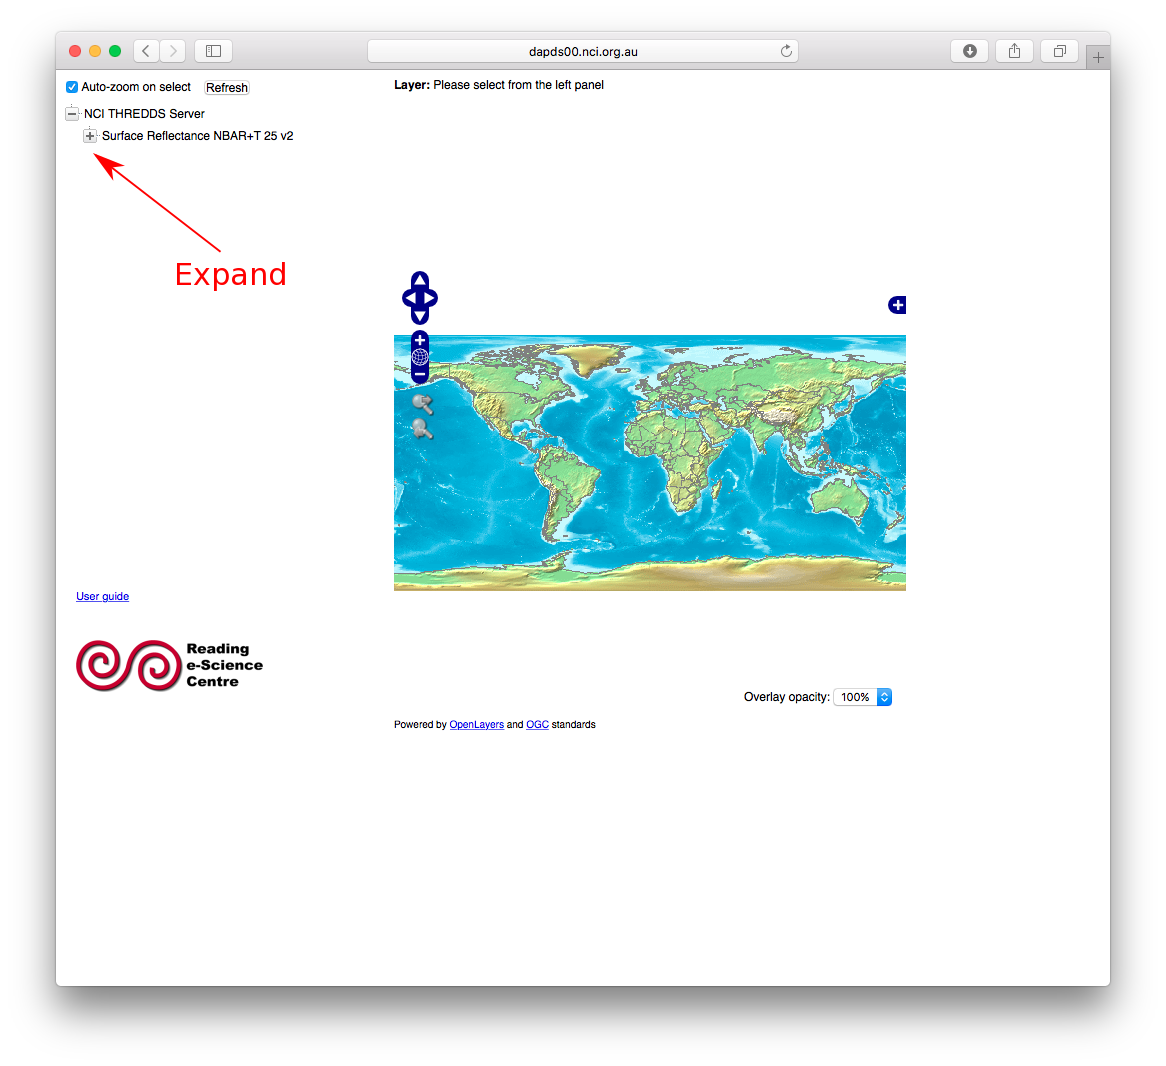 dapds00.nci.org.au
Auto-zoom on select
Refresh
Layer: Please select from the left panel
NCI THREDDS Server
Surface Reflectance NBAR+T 25 v2
Expand
User guide
Reading
e-Science
Centre
Overlay opacity: 100%
Powered by OpenLayers and OGC standards